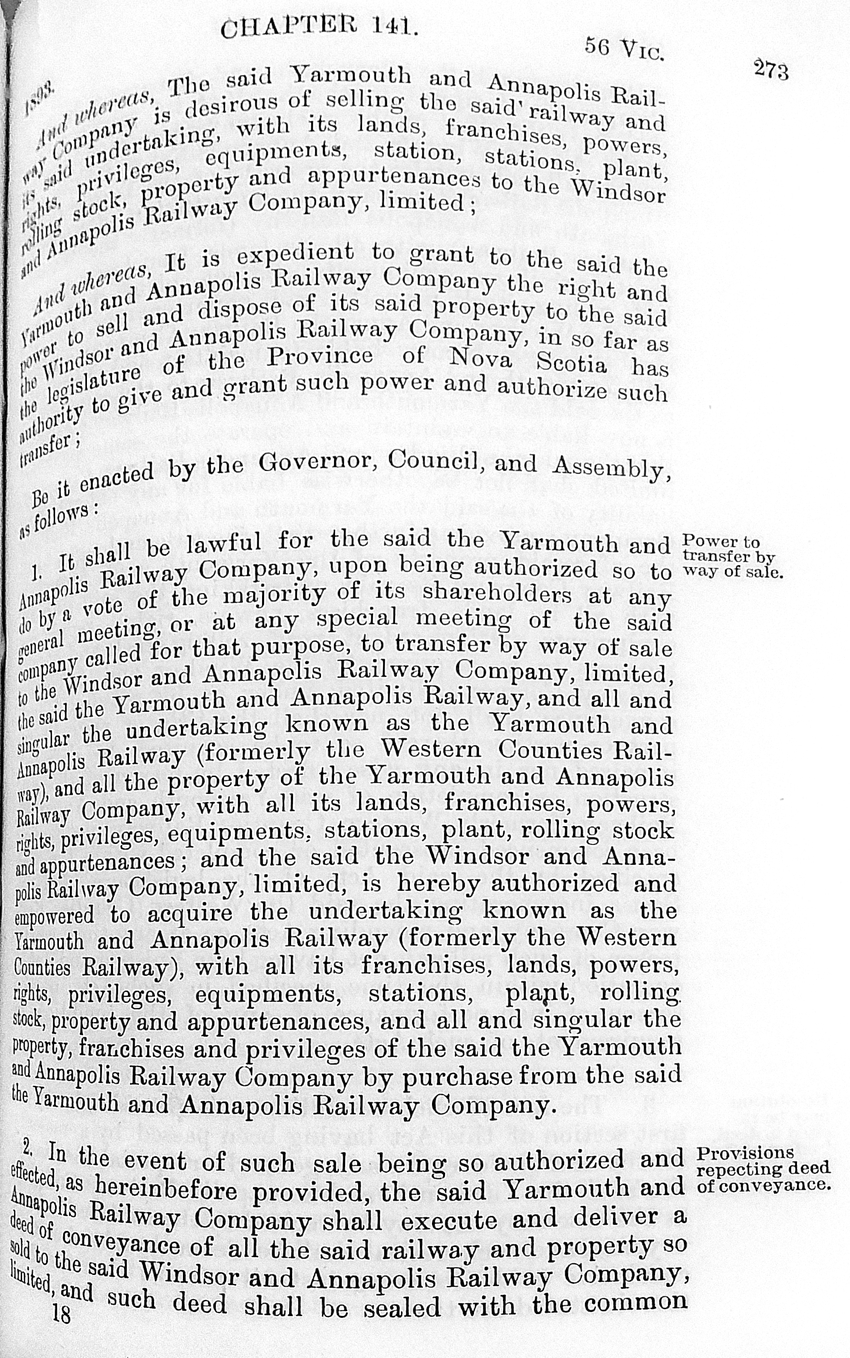 1893.
CHAPTER 141.
56 VIC.
273
And whereas, The said Yarmouth and Annapolis Rail-
way Company is desirous of selling the said railway and
its said undertaking, with its lands, franchises, powers,
rights, privileges, equipments, station, stations, plant,
rolling stock, property and appurtenances to the Windsor
and Annapolis Railway Company, limited;
And whereas, It is expedient to grant to the said the
Yarmouth and Annapolis Railway Company the right and
power to sell and dispose of its said property to the said
the Windsor and Annapolis Railway Company, in so far as
the legislature of the Province of Nova Scotia has
authority to give and grant such power and authorize such
transfer;
Be it enacted by the Governor, Council, and Assembly,
as follows:
1. It shall be lawful for the said the Yarmouth and
Annapolis Railway Company, upon being authorized so to
do by a vote of the majority of its shareholders at any
general meeting, or at any special meeting of the said
company called for that purpose, to transfer by way of sale
to the Windsor and Annapolis Railway Company, limited,
the said the Yarmouth and Annapolis Railway, and all and
singular the undertaking known as the Yarmouth and
Annapolis Railway (formerly the Western Counties Rail-
way), and all the property of the Yarmouth and Annapolis
Railway Company, with all its lands, franchises, powers,
rights, privileges, equipments, stations, plant, rolling stock
and appurtenances; and the said the Windsor and Anna-
polis Railway Company, limited, is hereby authorized and
empowered to acquire the undertaking known as the
Yarmouth and Annapolis Railway (formerly the Western
Counties Railway), with all its franchises, lands, powers,
rights, privileges, equipments, stations, plant, rolling
stock, property and appurtenances, and all and singular the
property, franchises and privileges of the said the Yarmouth
and Annapolis Railway Company by purchase from the said
the Yarmouth and Annapolis Railway Company.
Power to
transfer by
way of sale.
2. In the event of such sale being so authorized and
effected, as hereinbefore provided, the said Yarmouth and
Annapolis Railway Company shall execute and deliver a
deed of conveyance of all the said railway and property so
sold to the said Windsor and Annapolis Railway Company,
limited, and such deed shall be sealed with the common
Provisions
repecting deed
of conveyance.
18